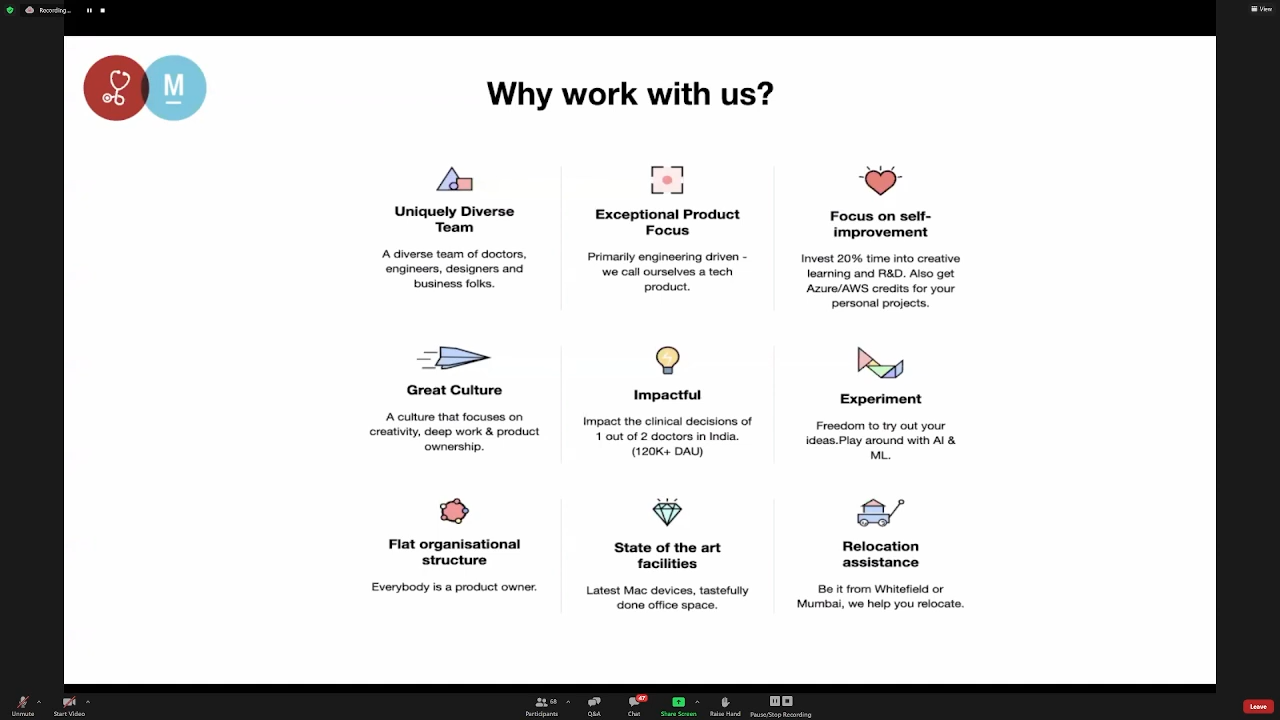 Recording...
View
M
Why work with us?
Uniquely Diverse
Team
A diverse team of doctors,
engineers, designers and
business folks.
Exceptional Product
Focus
Primarily engineering driven -
we call ourselves a tech
product.
Focus on self-
improvement
Invest 20% time into creative
learning and R&D. Also get
Azure/AWS credits for your
personal projects.
Great Culture
A culture that focuses on
creativity, deep work & product
ownership.
Impactful
Impact the clinical decisions of
1 out of 2 doctors in India.
(120K+ DAU)
Experiment
Freedom to try out your
ideas.Play around with AI &
ML.
Flat organisational
structure
Everybody is a product owner.
State of the art
facilities
Latest Mac devices, tastefully
done office space.
Relocation
assistance
Be it from Whitefield or
Mumbai, we help you relocate.
Unmute
Start Video
68
Participants
Q&A
47
Chat
Share Screen
Raise Hand
Pause/Stop Recording
Leave